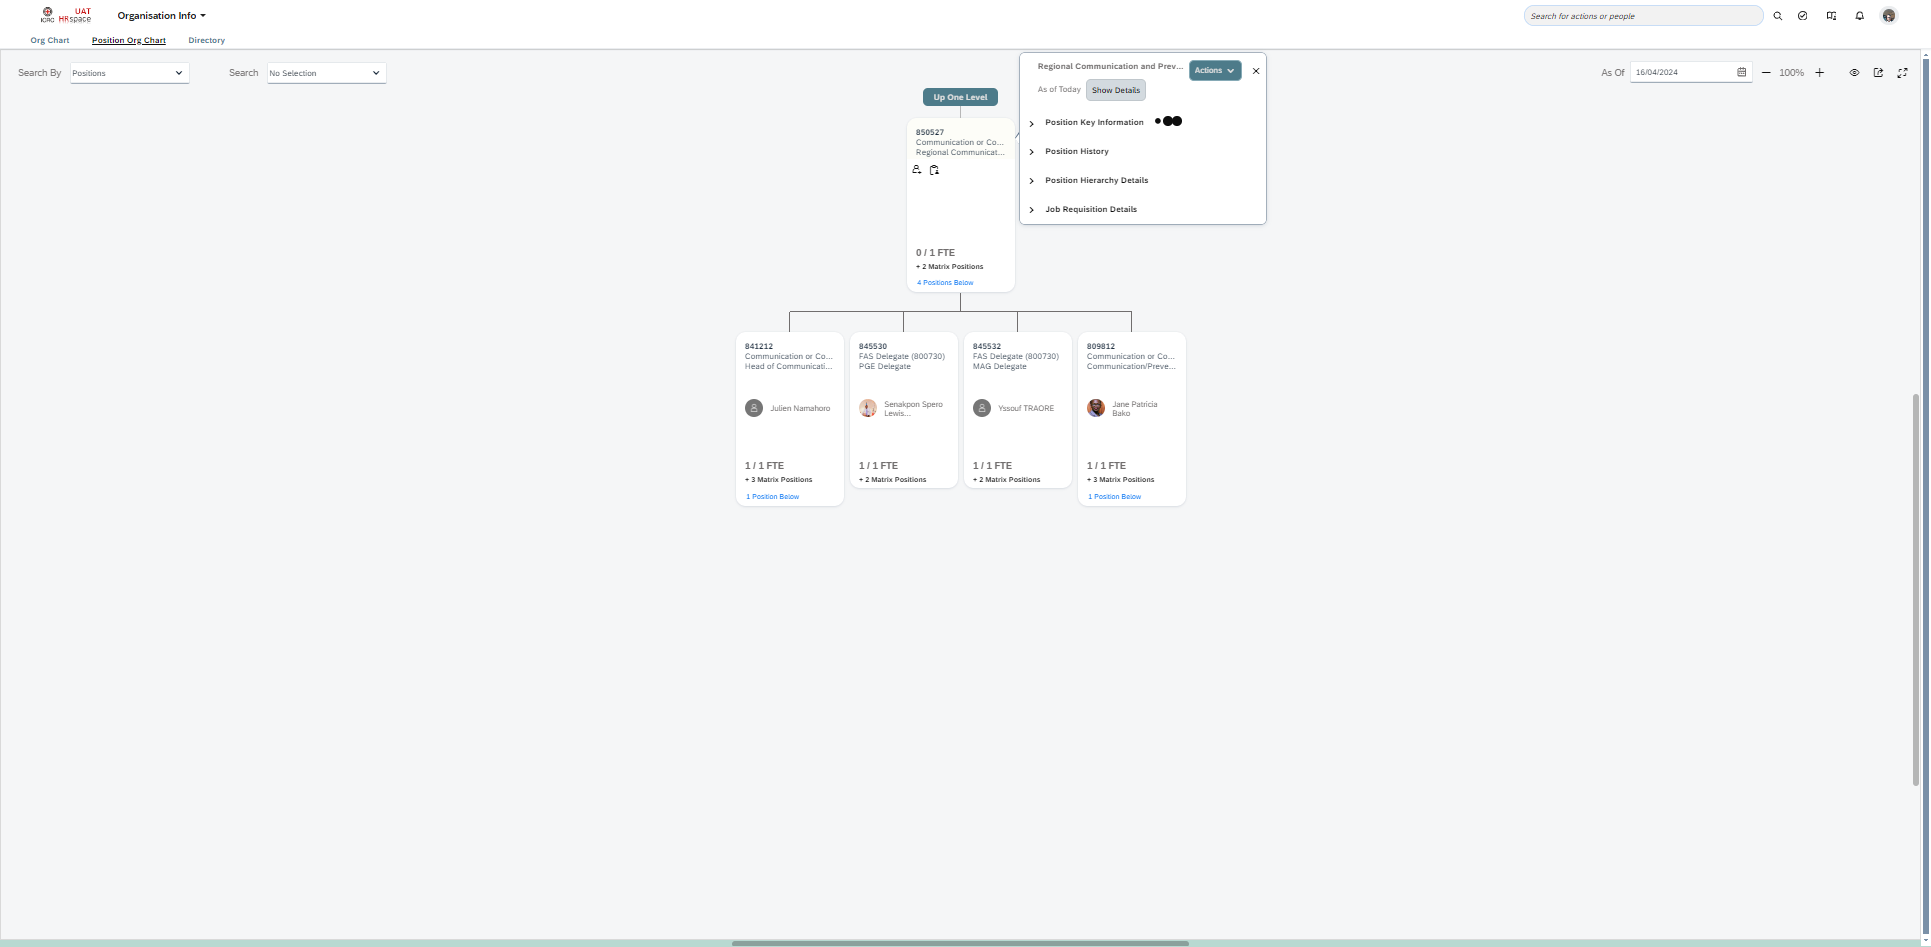 ICRC
UAT
HRspace
Organisation Info
Search for actions or people
Org Chart
Position Org Chart
Directory
Search By
Positions
Search
No Selection
As Of
16/04/2024
100%
Up One Level
Regional Communication and Prev...
Actions
As of Today
Show Details
Position Key Information
Position History
Position Hierarchy Details
Job Requisition Details
850527
Communication or Co...
Regional Communicat...
0 / 1 FTE
+ 2 Matrix Positions
4 Positions Below
841212
Communication or Co...
Head of Communicati...
Julien Namahoro
1 / 1 FTE
+ 3 Matrix Positions
1 Position Below
845530
FAS Delegate (800730)
PGE Delegate
Senakpon Spero
Lewis...
1 / 1 FTE
+ 2 Matrix Positions
845532
FAS Delegate (800730)
MAG Delegate
Yssouf TRAORE
1 / 1 FTE
+ 2 Matrix Positions
809812
Communication or Co...
Communication/Preve...
Jane Patricia
Bako
1 / 1 FTE
+ 3 Matrix Positions
1 Position Below